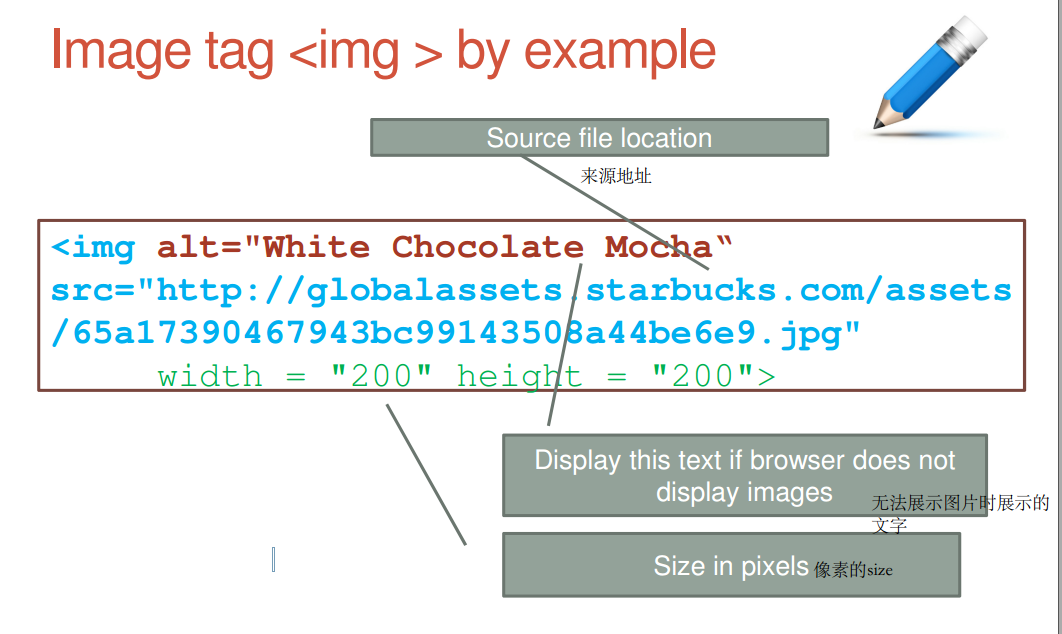 Image tag <img > by example
Source file location
来源地址
<img alt="White Chocolate Mocha“
src="http://globalassets.starbucks.com/assets
/65a17390467943bc99143508a44be6e9.jpg"
width = "200" height = "200">
Display this text if browser does not
display images
无法展示图片时展示的
文字
Size in pixels 像素的size